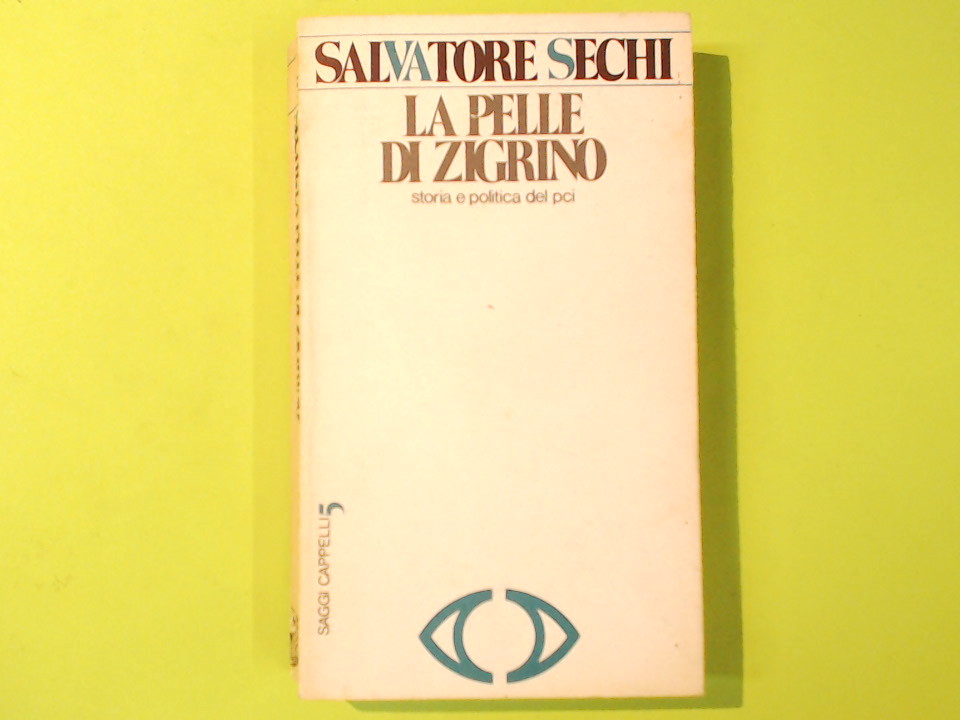 SALVATORE SECHI
LA PELLE
DI ZIGRINO
storia e politica del pci
SAGGI CAPPELLI 5